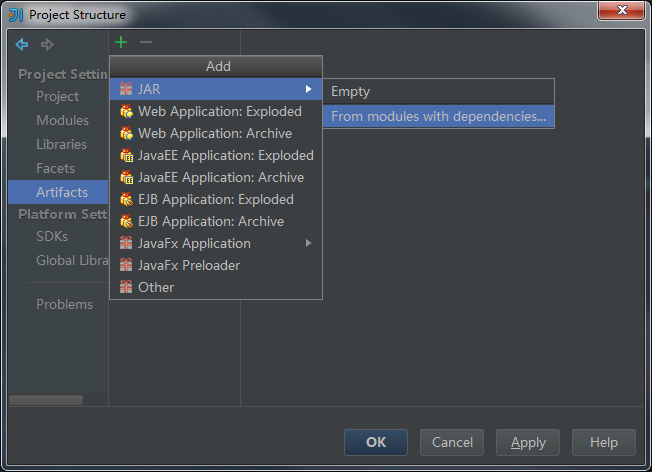 Project Structure
Add
Project Settin
Project
Modules
Libraries
Facets
Artifacts
Platform Sett
SDKs
Global Libra
Problems
JAR
Web Application: Exploded
Web Application: Archive
JavaEE Application: Exploded
JavaEE Application: Archive
EJB Application: Exploded
EJB Application: Archive
JavaFx Application
JavaFx Preloader
Other
Empty
From modules with dependencies...
OK
Cancel
Apply
Help